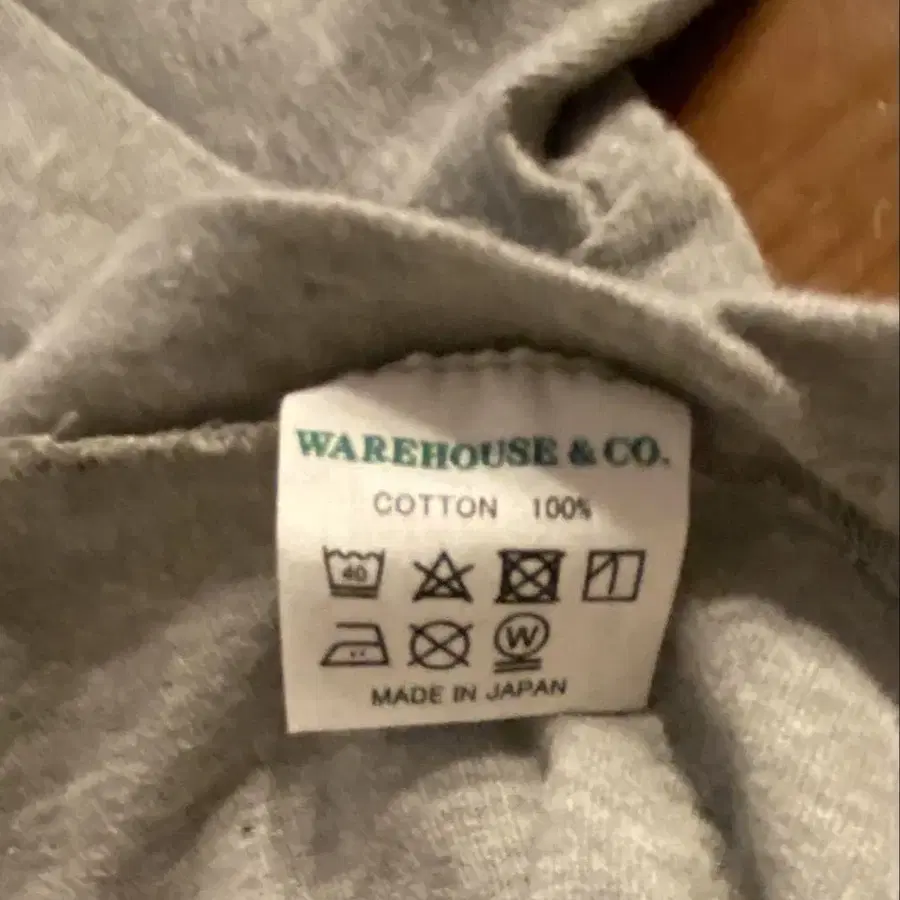 WAREHOUSE & CO.
COTTON 100%
40
W
MADE IN JAPAN